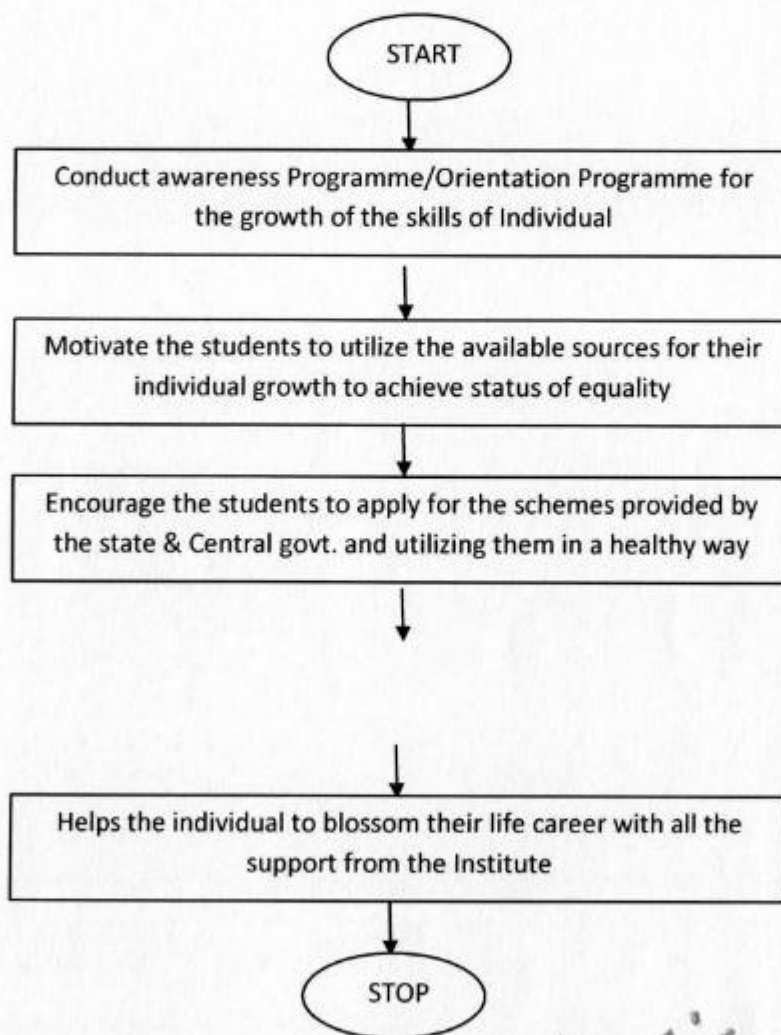 START
Conduct awareness Programme/Orientation Programme for
the growth of the skills of Individual
Motivate the students to utilize the available sources for their
individual growth to achieve status of equality
Encourage the students to apply for the schemes provided by
the state & Central govt. and utilizing them in a healthy way
Helps the individual to blossom their life career with all the
support from the Institute
STOP